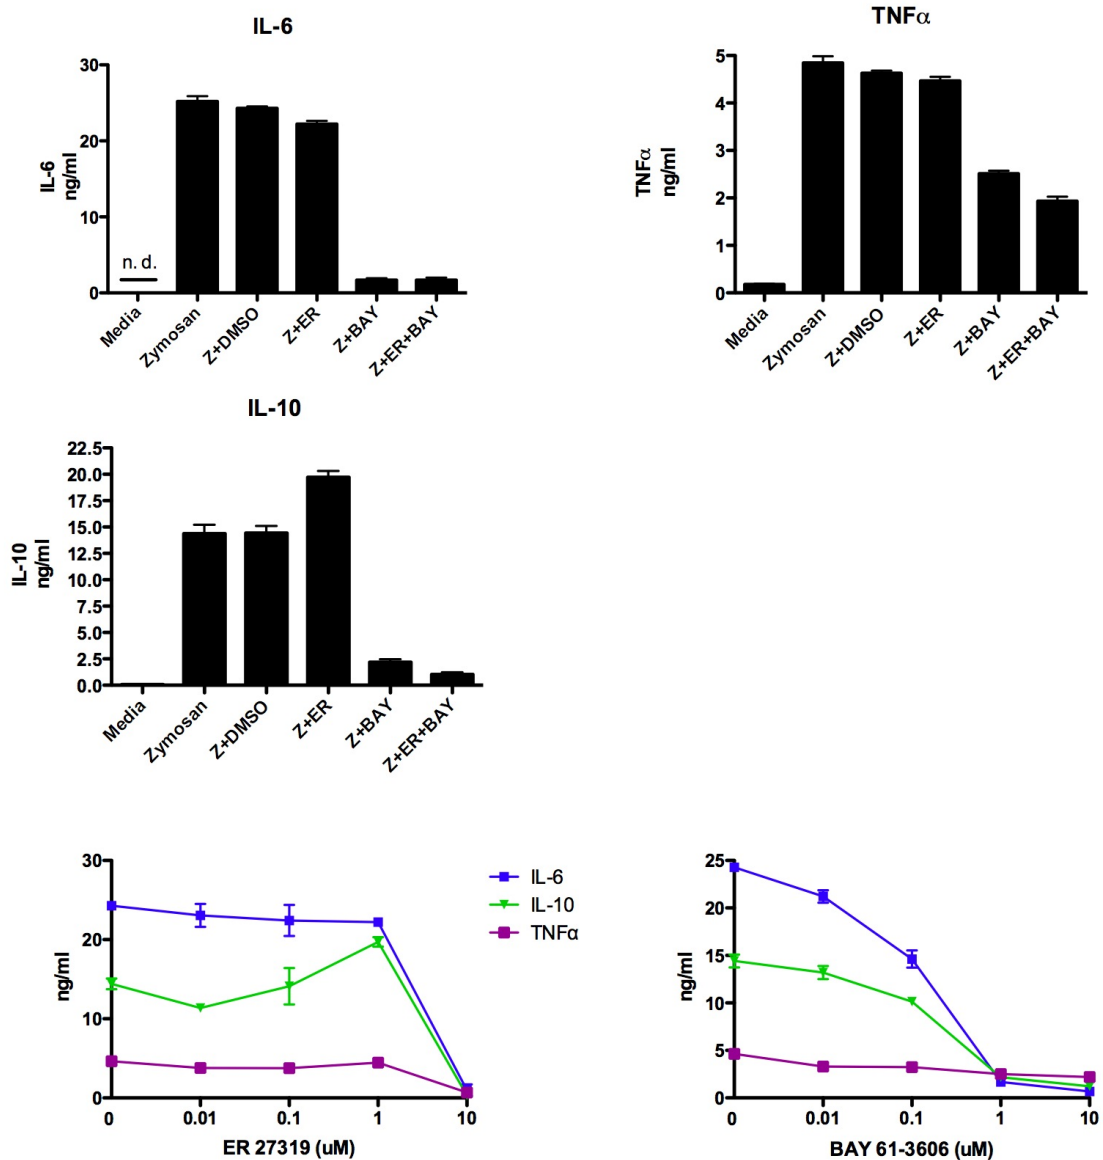 IL-6
30
20
10
0
IL-6
ng/ml
n. d.
Media
Zymosan
Z+DMSO
Z+ER
Z+BAY
Z+ER+BAY
TNFα
5
4
3
2
1
0
TNFα
ng/ml
Media
Zymosan
Z+DMSO
Z+ER
Z+BAY
Z+ER+BAY
IL-10
22.5
20.0
17.5
15.0
12.5
10.0
7.5
5.0
2.5
0.0
IL-10
ng/ml
Media
Zymosan
Z+DMSO
Z+ER
Z+BAY
Z+ER+BAY
30
20
10
0
ng/ml
0 0.01 0.1 1 10
ER 27319 (uM)
IL-6
IL-10
TNFα
25
20
15
10
5
0
ng/ml
0 0.01 0.1 1 10
BAY 61-3606 (uM)